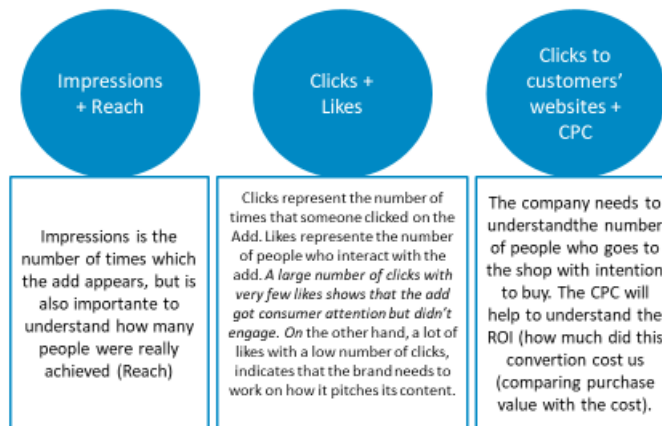 Impressions
+ Reach
Impressions is the
number of times which
the add appears, but is
also importante to
understand how many
people were really
achieved (Reach)
Clicks +
Likes
Clicks represent the number of
times that someone clicked on the
Add. Likes represente the number
of people who interact with the
add. A large number of clicks with
very few likes shows that the add
got consumer attention but didn't
engage. On the other hand, a lot of
likes with a low number of clicks,
indicates that the brand needs to
work on how it pitches its content.
Clicks to
customers'
websites +
CPC
The company needs to
understandthe number
of people who goes to
the shop with intention
to buy. The CPC will
help to understand the
ROI (how much did this
convertion cost us
(comparing purchase
value with the cost).